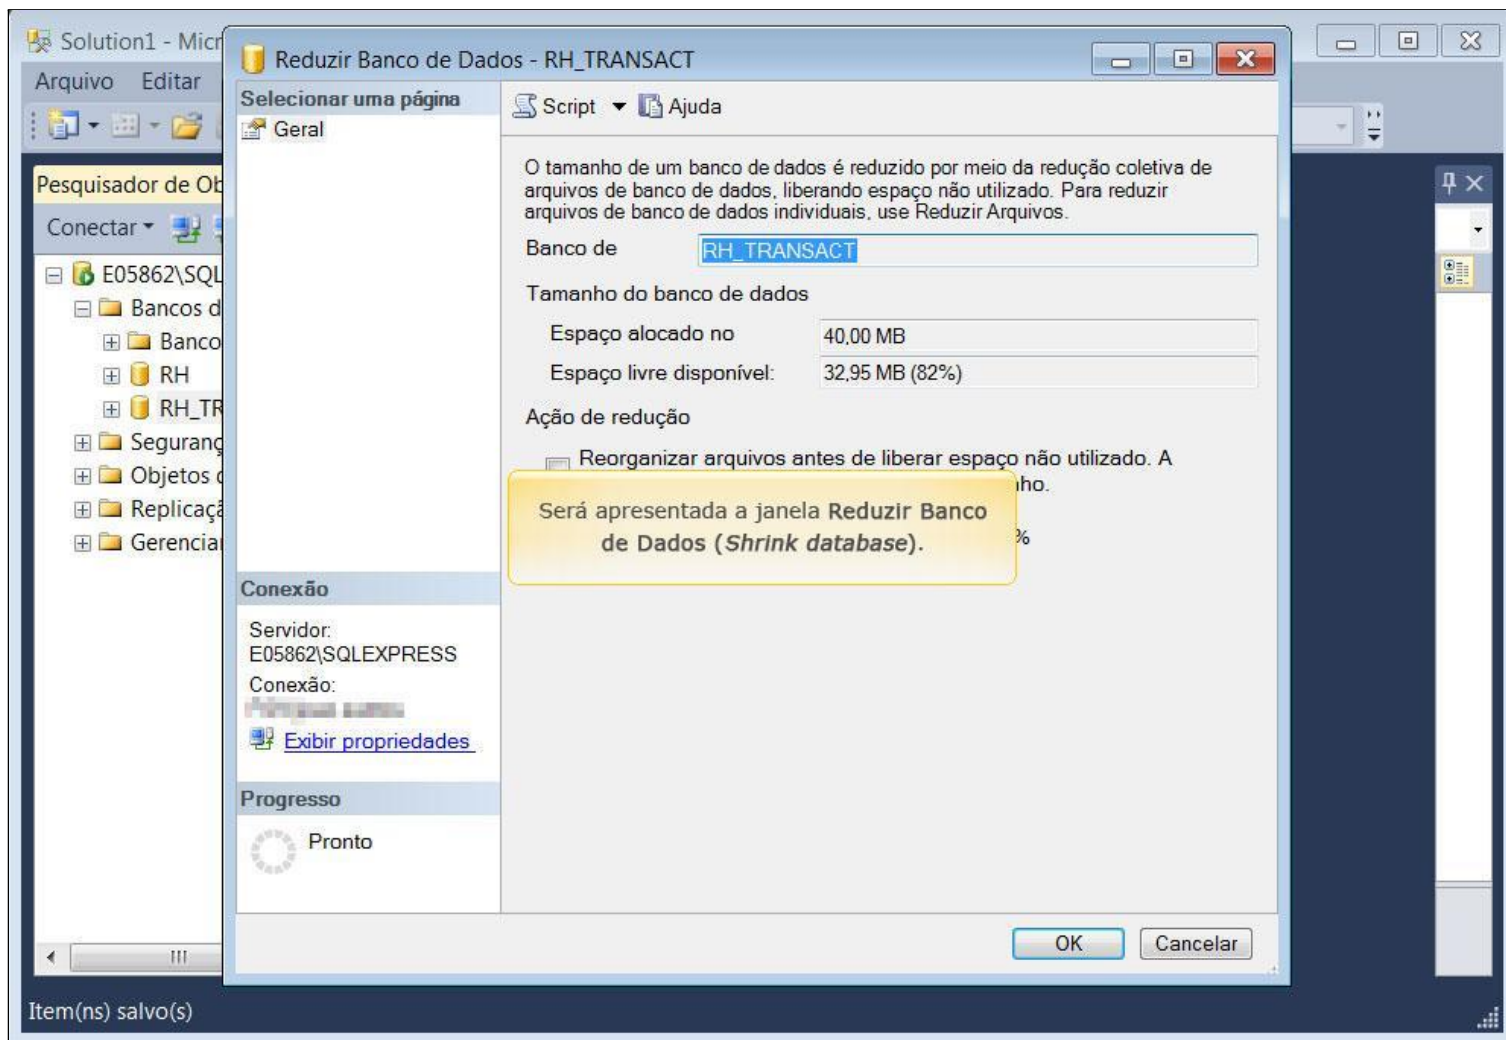 Solution1 - Micr
Arquivo Editar
Reduzir Banco de Dados - RH_TRANSACT
Selecionar uma página
Geral
Script Ajuda
Pesquisador de Ob
Conectar
E05862\SQL
Bancos d
Banco
RH
RH_TR
Seguranç
Objetos d
Replicaçã
Gerenciar
O tamanho de um banco de dados é reduzido por meio da redução coletiva de
arquivos de banco de dados, liberando espaço não utilizado. Para reduzir
arquivos de banco de dados individuais, use Reduzir Arquivos.
Banco de RH_TRANSACT
Tamanho do banco de dados
Espaço alocado no 40,00 MB
Espaço livre disponível: 32,95 MB (82%)
Ação de redução
Reorganizar arquivos antes de liberar espaço não utilizado. A
nho.
%
Será apresentada a janela Reduzir Banco
de Dados (Shrink database).
Conexão
Servidor:
E05862\SQLEXPRESS
Conexão:
Exibir propriedades
Progresso
Pronto
OK Cancelar
Item(ns) salvo(s)